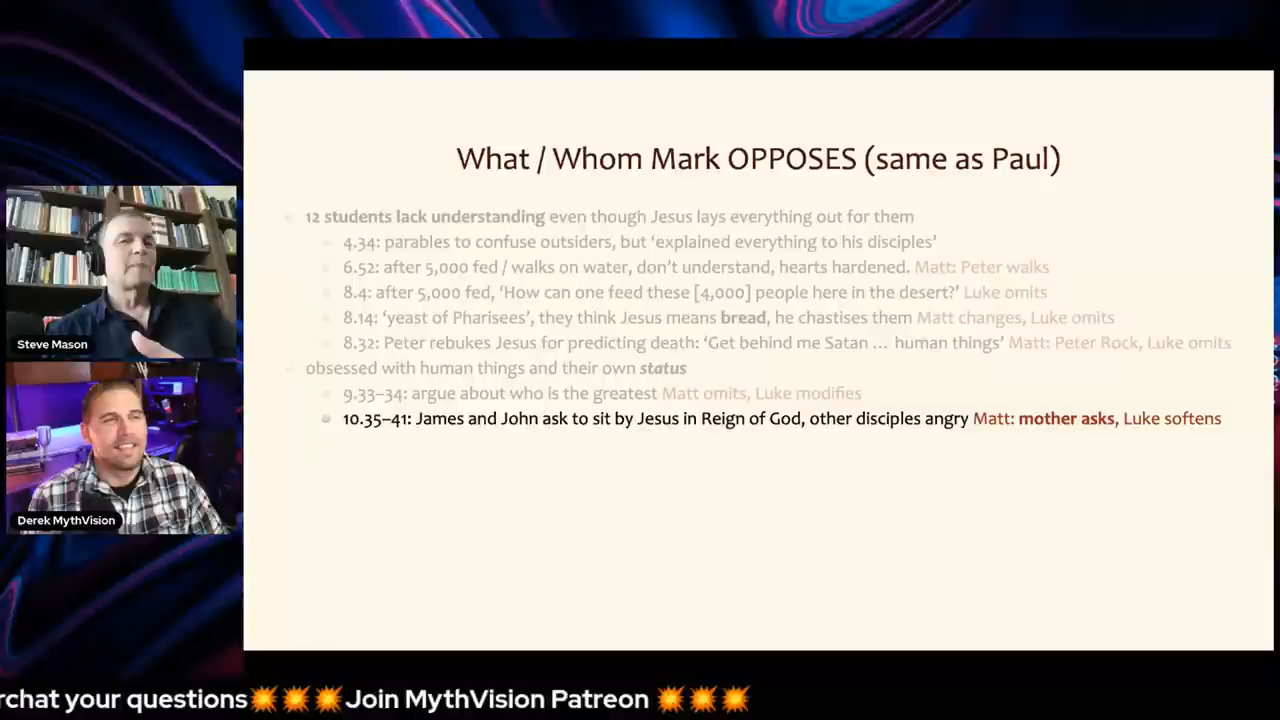 What / Whom Mark OPPOSES (same as Paul)
12 students lack understanding even though Jesus lays everything out for them
4.34: parables to confuse outsiders, but ‘explained everything to his disciples’
6.52: after 5,000 fed / walks on water, don’t understand, hearts hardened. Matt: Peter walks
8.4: after 5,000 fed, ‘How can one feed these [4,000] people here in the desert?’ Luke omits
8.14: ‘yeast of Pharisees’, they think Jesus means bread, he chastises them Matt changes, Luke omits
8.32: Peter rebukes Jesus for predicting death: ‘Get behind me Satan … human things’ Matt: Peter Rock, Luke omits
obsessed with human things and their own status
9.33–34: argue about who is the greatest Matt omits, Luke modifies
10.35–41: James and John ask to sit by Jesus in Reign of God, other disciples angry Matt: mother asks, Luke softens
Steve Mason
Derek MythVision
rchat your questions💥💥💥Join MythVision Patreon 💥💥💥